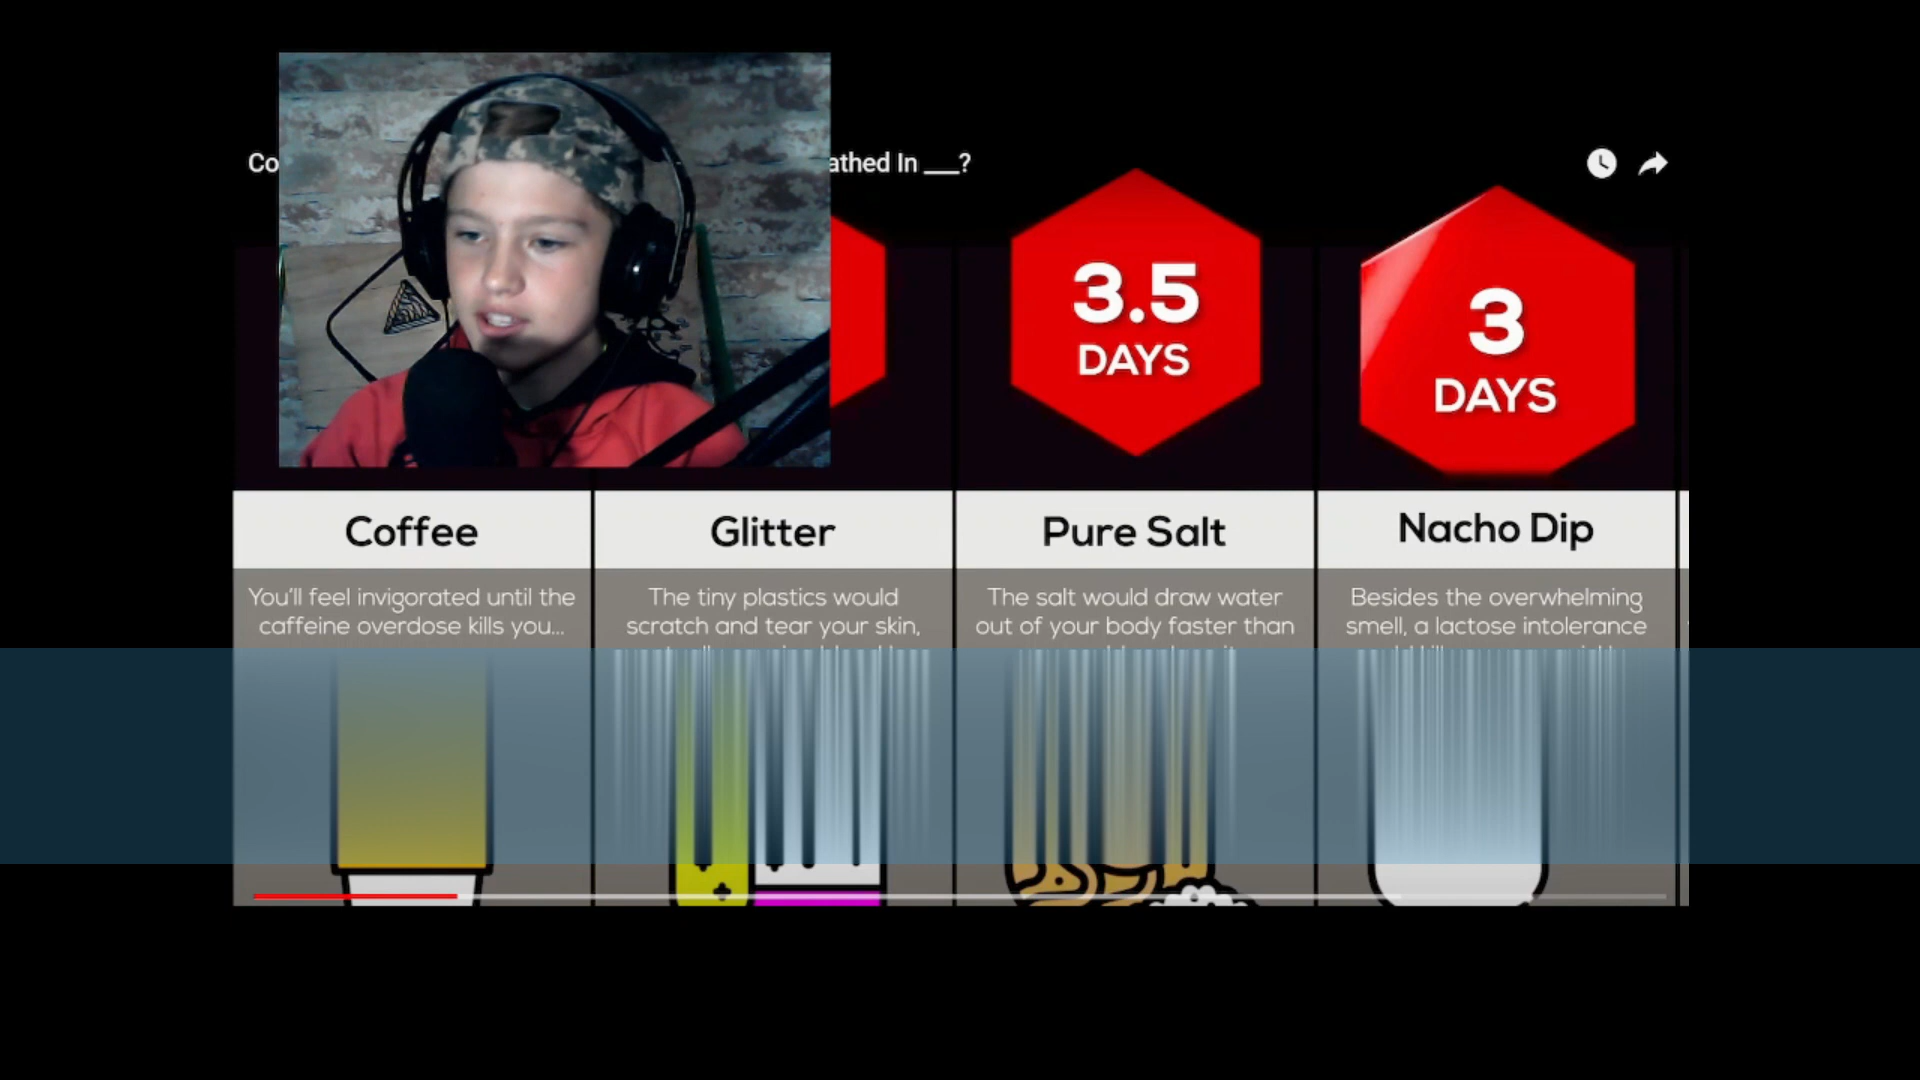 Co
athed In ___?
3.5
DAYS
3
DAYS
Coffee
Glitter
Pure Salt
Nacho Dip
You'll feel invigorated until the
caffeine overdose kills you...
The tiny plastics would
scratch and tear your skin,
The salt would draw water
out of your body faster than
Besides the overwhelming
smell, a lactose intolerance